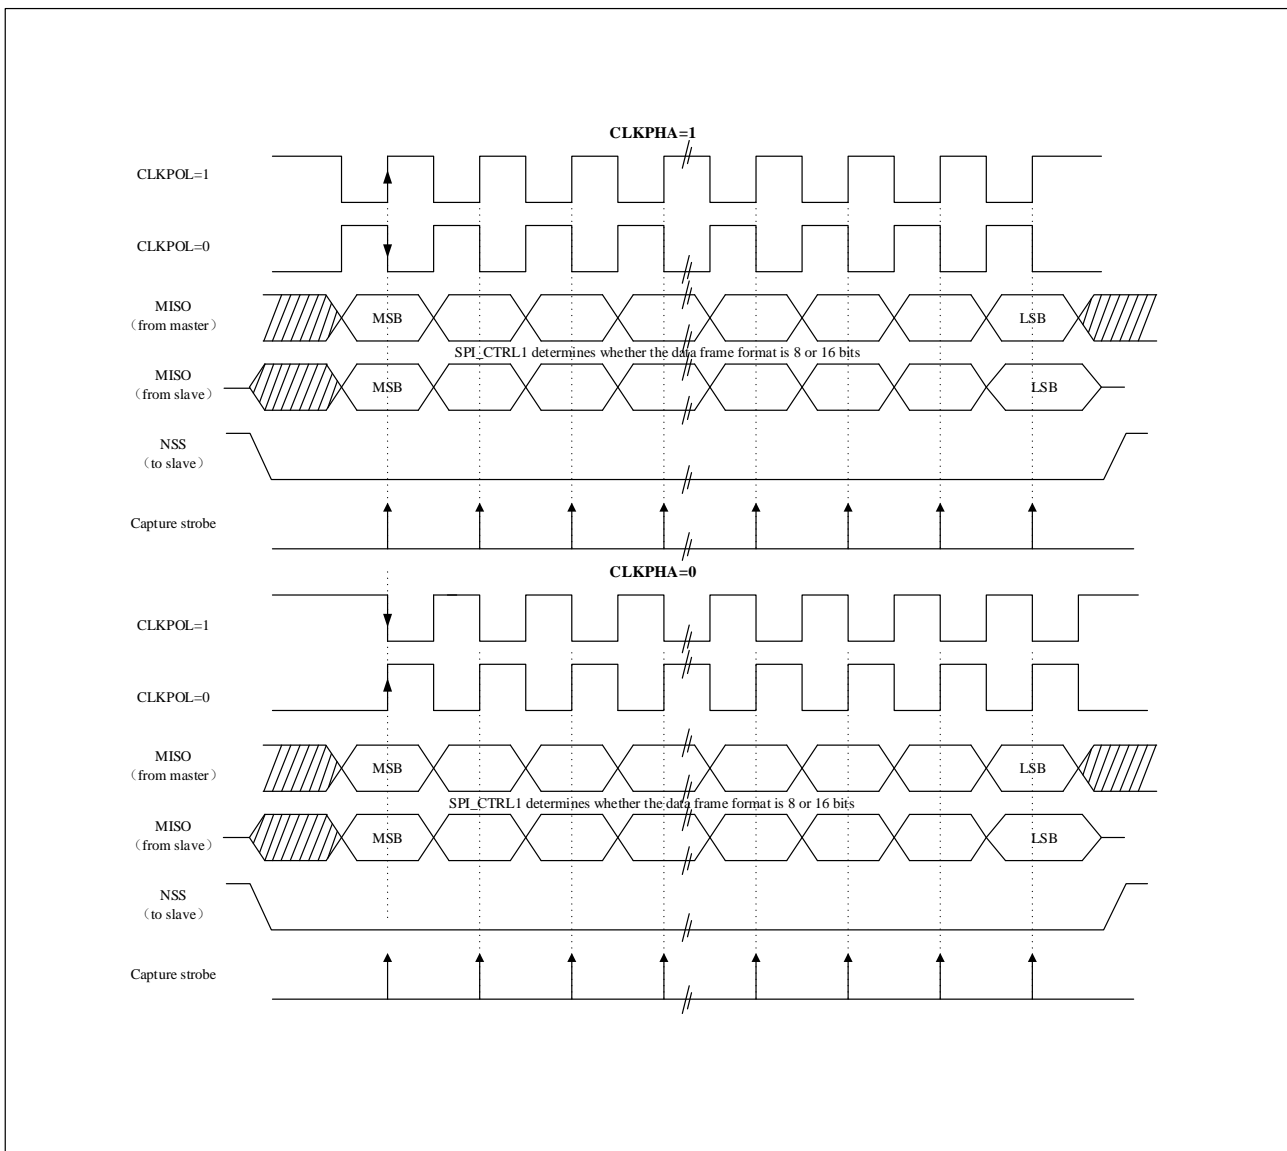 CLKPHA=1
CLKPOL=1
CLKPOL=0
MISO
（from master）
MSB
LSB
SPI_CTRL1 determines whether the data frame format is 8 or 16 bits
MISO
（from slave）
MSB
LSB
NSS
（to slave）
Capture strobe
CLKPHA=0
CLKPOL=1
CLKPOL=0
MISO
（from master）
MSB
LSB
SPI_CTRL1 determines whether the data frame format is 8 or 16 bits
MISO
（from slave）
MSB
LSB
NSS
（to slave）
Capture strobe